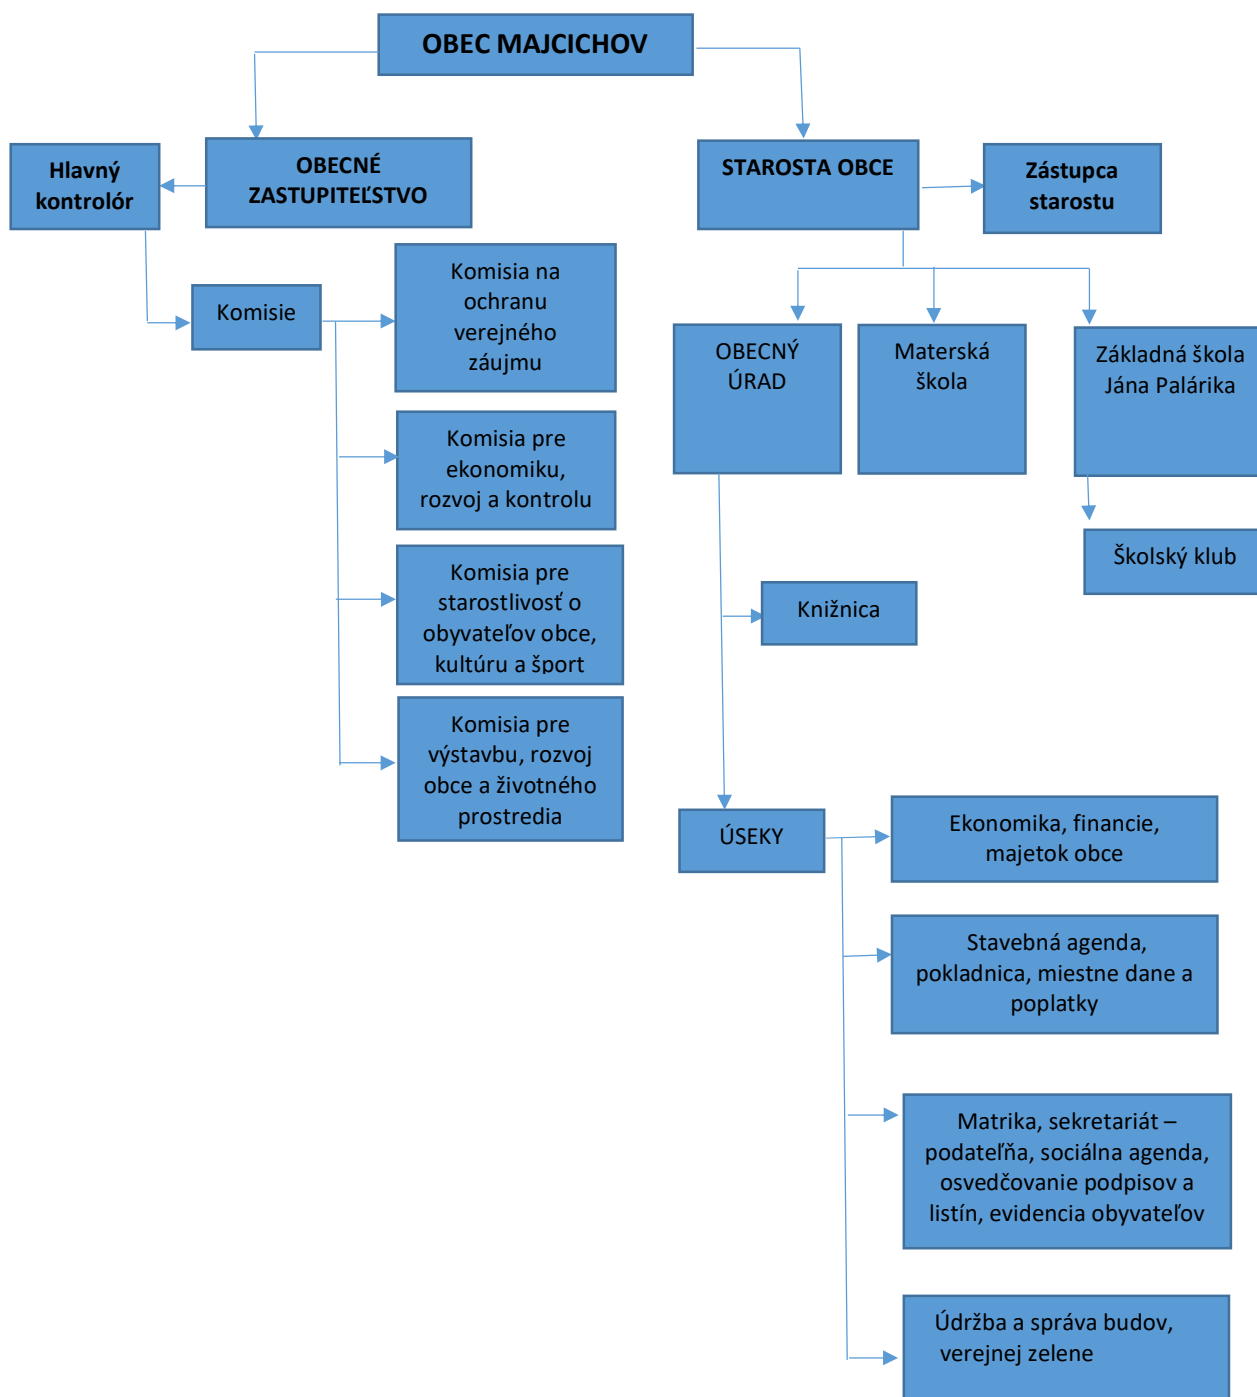 OBEC MAJCICHOV
Hlavný
kontrolór
OBECNÉ
ZASTUPITEĽSTVO
STAROSTA OBCE
Zástupca
starostu
Komisie
Komisia na
ochranu
verejného
záujmu
Komisia pre
ekonomiku,
rozvoj a kontrolu
Komisia pre
starostlivosť o
obyvateľov obce,
kultúru a šport
Komisia pre
výstavbu, rozvoj
obce a životného
prostredia
OBECNÝ
ÚRAD
Materská
škola
Základná škola
Jána Palárika
Školský klub
Knižnica
ÚSEKY
Ekonomika, financie,
majetok obce
Stavebná agenda,
pokladnica, miestne dane a
poplatky
Matrika, sekretariát –
podateľňa, sociálna agenda,
osvedčovanie podpisov a
listín, evidencia obyvateľov
Údržba a správa budov,
verejnej zelene